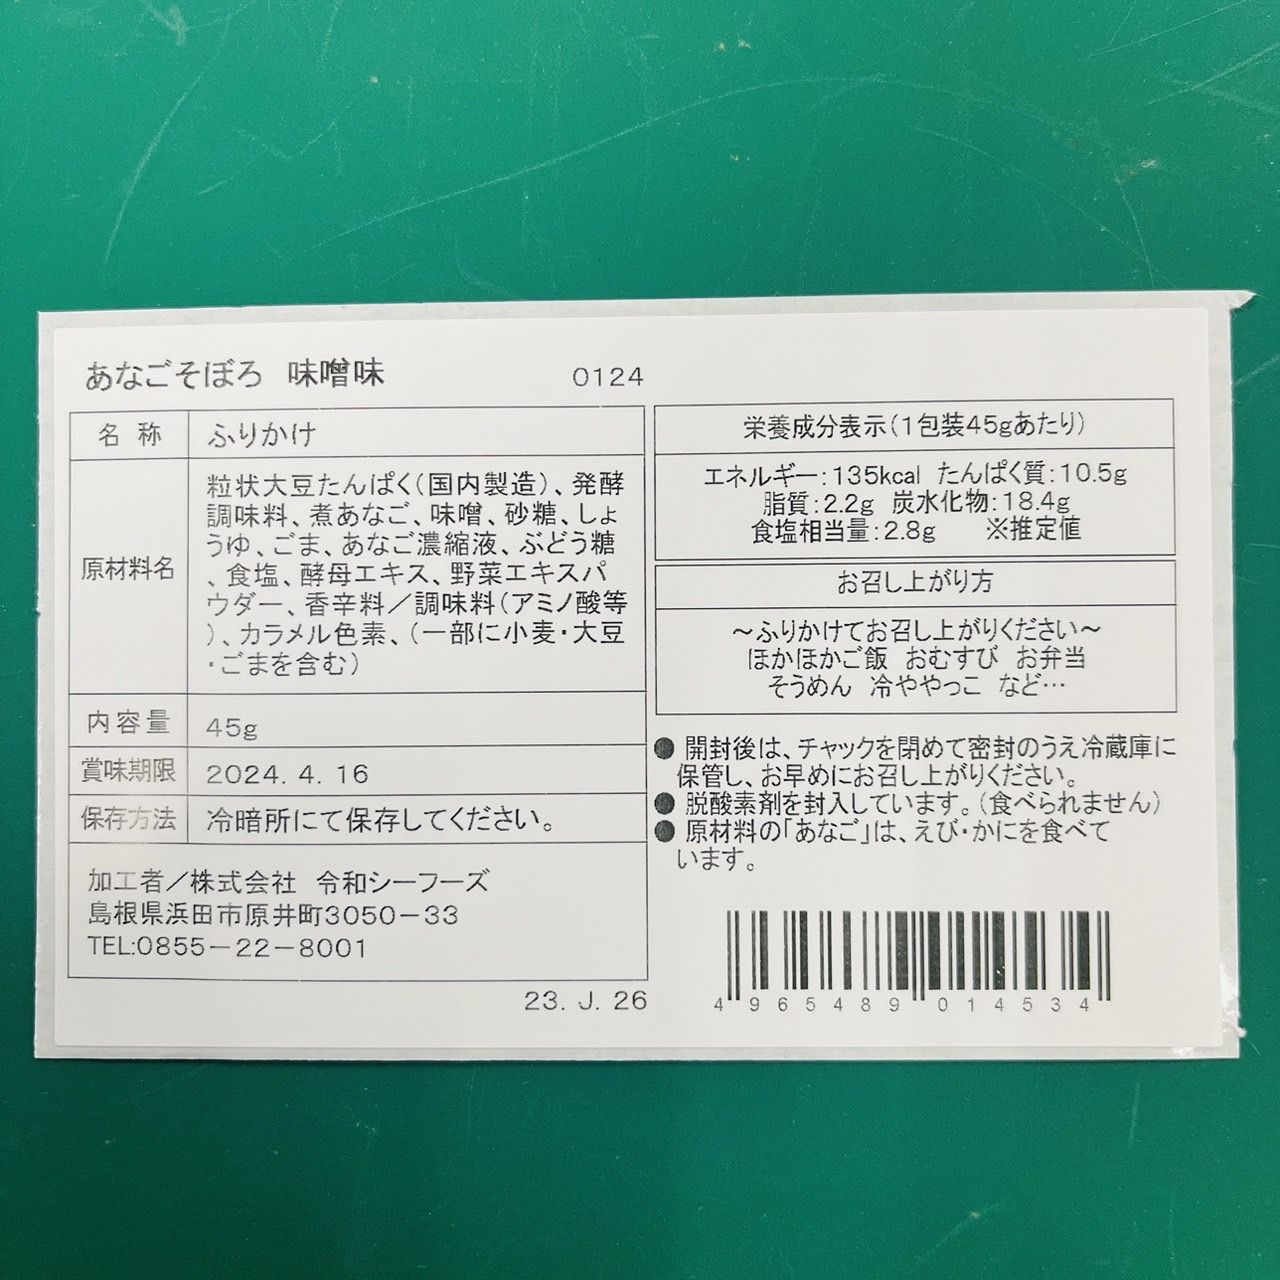 あなごそぼろ 味噌味 0124
名称 ふりかけ
原材料名
粒状大豆たんぱく(国内製造)、発酵
調味料、煮あなご、味噌、砂糖、しょ
うゆ、ごま、あなご濃縮液、ぶどう糖
、食塩、酵母エキス、野菜エキスパ
ウダー、香辛料/調味料(アミノ酸等
)、カラメル色素、(一部に小麦・大豆
・ごまを含む)
内容量 45g
賞味期限 2024. 4. 16
保存方法 冷暗所にて保存してください。
加工者/株式会社 令和シーフーズ
島根県浜田市原井町3050-33
TEL:0855-22-8001
23. J. 26
栄養成分表示(1包装45gあたり)
エネルギー:135kcal たんぱく質:10.5g
脂質:2.2g 炭水化物:18.4g
食塩相当量:2.8g ※推定値
お召し上がり方
~ふりかけてお召し上がりください~
ほかほかご飯 おむすび お弁当
そうめん 冷ややっこ など…
● 開封後は、チャックを閉めて密封のうえ冷蔵庫に
保管し、お早めにお召し上がりください。
● 脱酸素剤を封入しています。(食べられません)
● 原材料の「あなご」は、えび・かにを食べて
います。
4965489014534